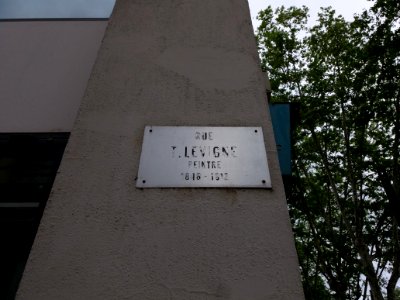 RUE
T. LEVIGNE
PEINTRE
1848 - 1912